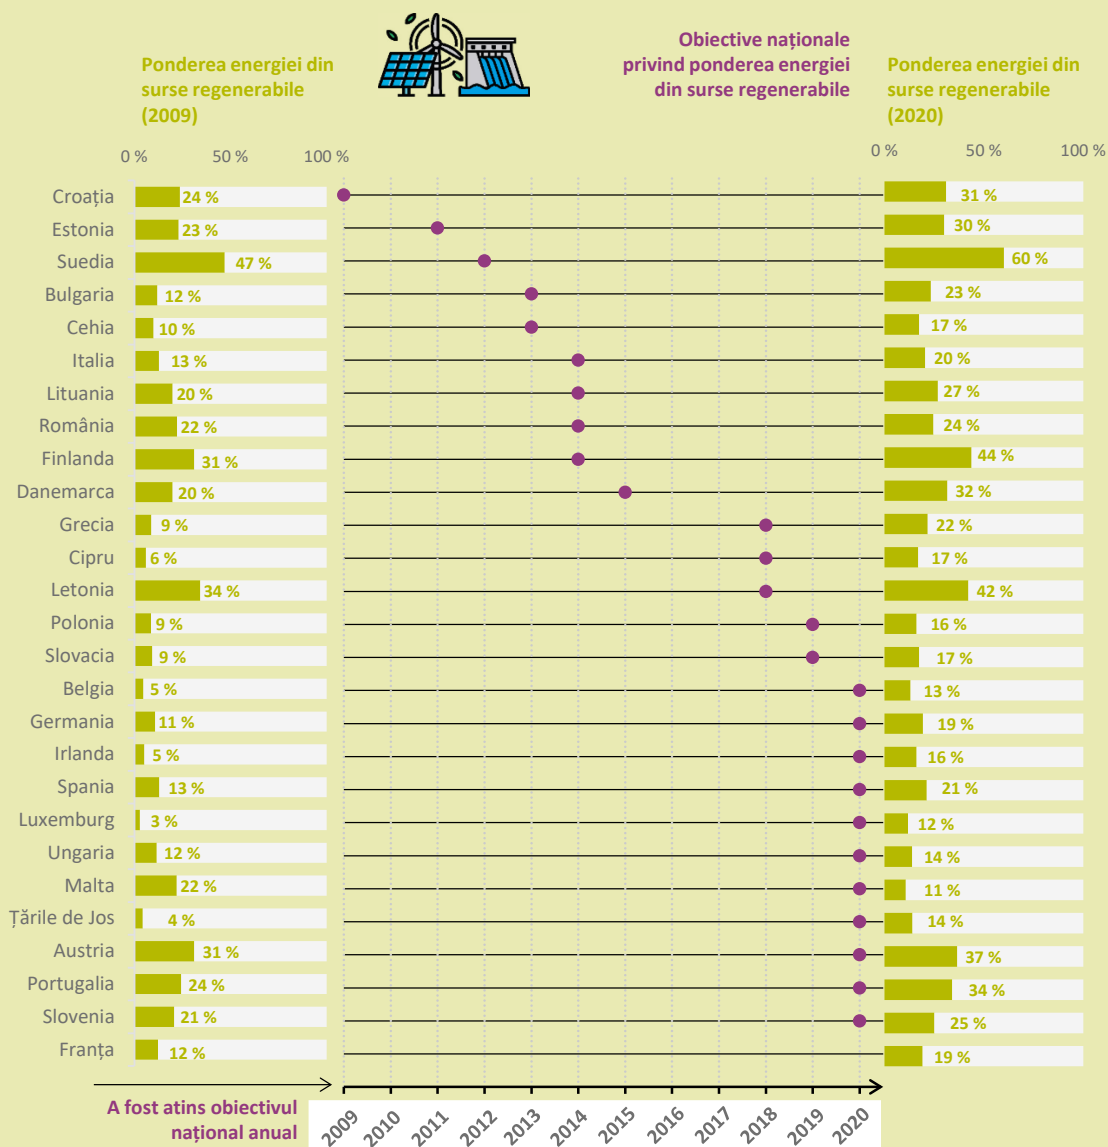 Ponderea energiei din
surse regenerabile
(2009)
Obiective naționale
privind ponderea energiei
din surse regenerabile
Ponderea energiei din
surse regenerabile
(2020)
0 % 50 % 100 %
0 % 50 % 100 %
Croația 24 % 31 %
Estonia 23 % 30 %
Suedia 47 % 60 %
Bulgaria 12 % 23 %
Cehia 10 % 17 %
Italia 13 % 20 %
Lituania 20 % 27 %
România 22 % 24 %
Finlanda 31 % 44 %
Danemarca 20 % 32 %
Grecia 9 % 22 %
Cipru 6 % 17 %
Letonia 34 % 42 %
Polonia 9 % 16 %
Slovacia 9 % 17 %
Belgia 5 % 13 %
Germania 11 % 19 %
Irlanda 5 % 16 %
Spania 13 % 21 %
Luxemburg 3 % 12 %
Ungaria 12 % 14 %
Malta 22 % 11 %
Țările de Jos 4 % 14 %
Austria 31 % 37 %
Portugalia 24 % 34 %
Slovenia 21 % 25 %
Franța 12 % 19 %
A fost atins obiectivul
național anual
2009 2010 2011 2012 2013 2014 2015 2016 2017 2018 2019 2020